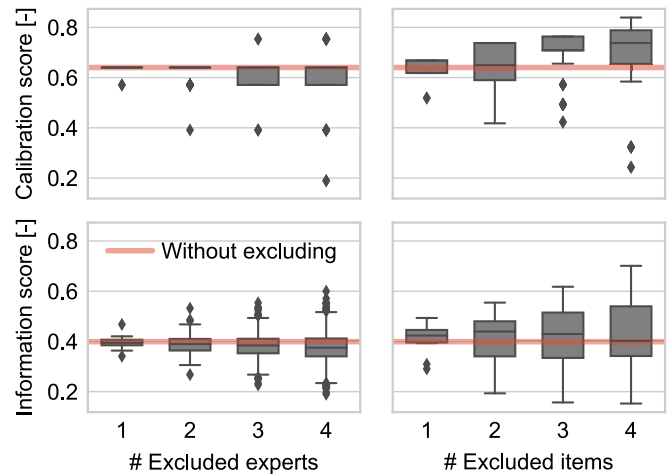 Calibration score [-]
0.8
0.6
0.4
0.2
Information score [-]
0.8
0.6
0.4
0.2
Without excluding
1 2 3 4
1 2 3 4
# Excluded experts
# Excluded items